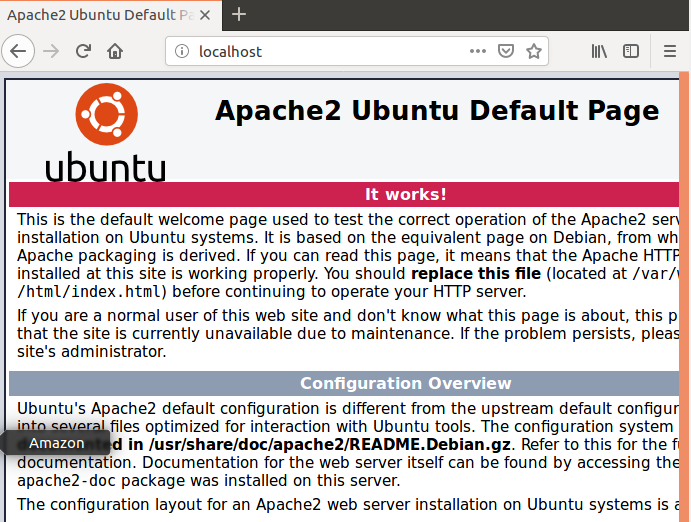 Apache2 Ubuntu Default Pa
localhost
ubuntu
Apache2 Ubuntu Default Page
It works!
This is the default welcome page used to test the correct operation of the Apache2 serv
installation on Ubuntu systems. It is based on the equivalent page on Debian, from wh
Apache packaging is derived. If you can read this page, it means that the Apache HTTP
installed at this site is working properly. You should replace this file (located at /var/w
/html/index.html) before continuing to operate your HTTP server.
If you are a normal user of this web site and don't know what this page is about, this p
that the site is currently unavailable due to maintenance. If the problem persists, pleas
site's administrator.
Configuration Overview
Ubuntu's Apache2 default configuration is different from the upstream default configur
into several files optimized for interaction with Ubuntu tools. The configuration system
Amazon
in /usr/share/doc/apache2/README.Debian.gz. Refer to this for the fu
documentation. Documentation for the web server itself can be found by accessing the
apache2-doc package was installed on this server.
The configuration layout for an Apache2 web server installation on Ubuntu systems is a